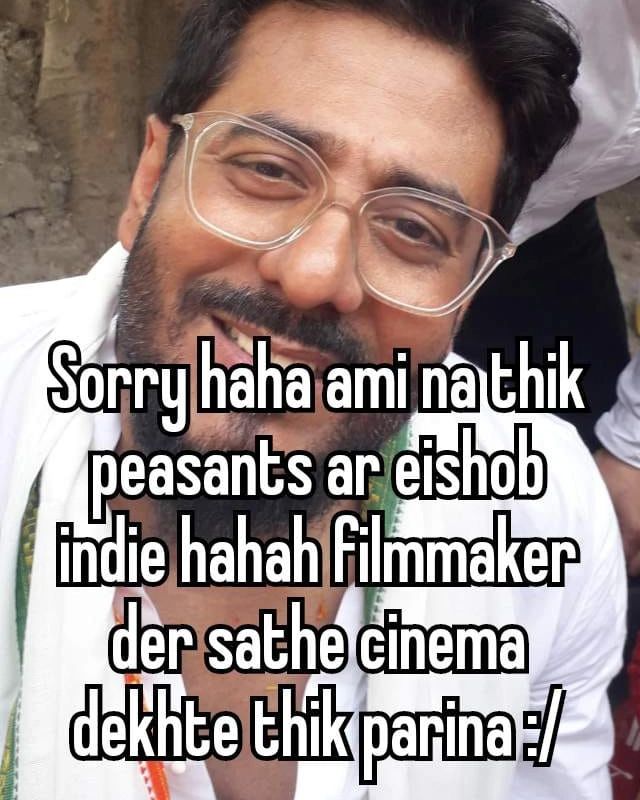 Sorry haha ami na thik
peasants ar eishob
indie hahah filmmaker
der sathe cinema
dekhte thik parina :/